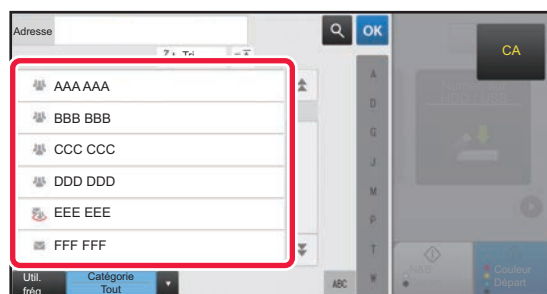 Adresse
OK
CA
Tri
AAA AAA
BBB BBB
CCC CCC
DDD DDD
EEE EEE
FFF FFF
A
D
G
J
M
P
T
W
Util.
fréq.
Catégorie
Tout
ABC
N&B
Couleur
Départ